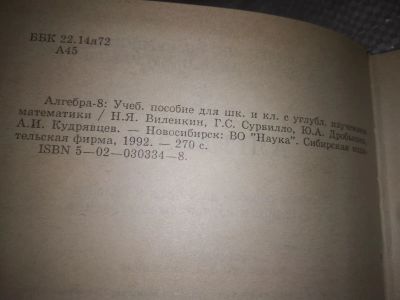 ББК 22.14я72
А45
Алгебра-8: Учеб. пособие для шк. и кл. с углубл. изучением
математики / Н.Я. Виленкин, Г.С. Сурвилло, Ю.А. Дробышев,
А.И. Кудрявцев. — Новосибирск: ВО "Наука". Сибирская изда-
тельская фирма, 1992. — 270 с.
ISBN 5—02—030334—8.